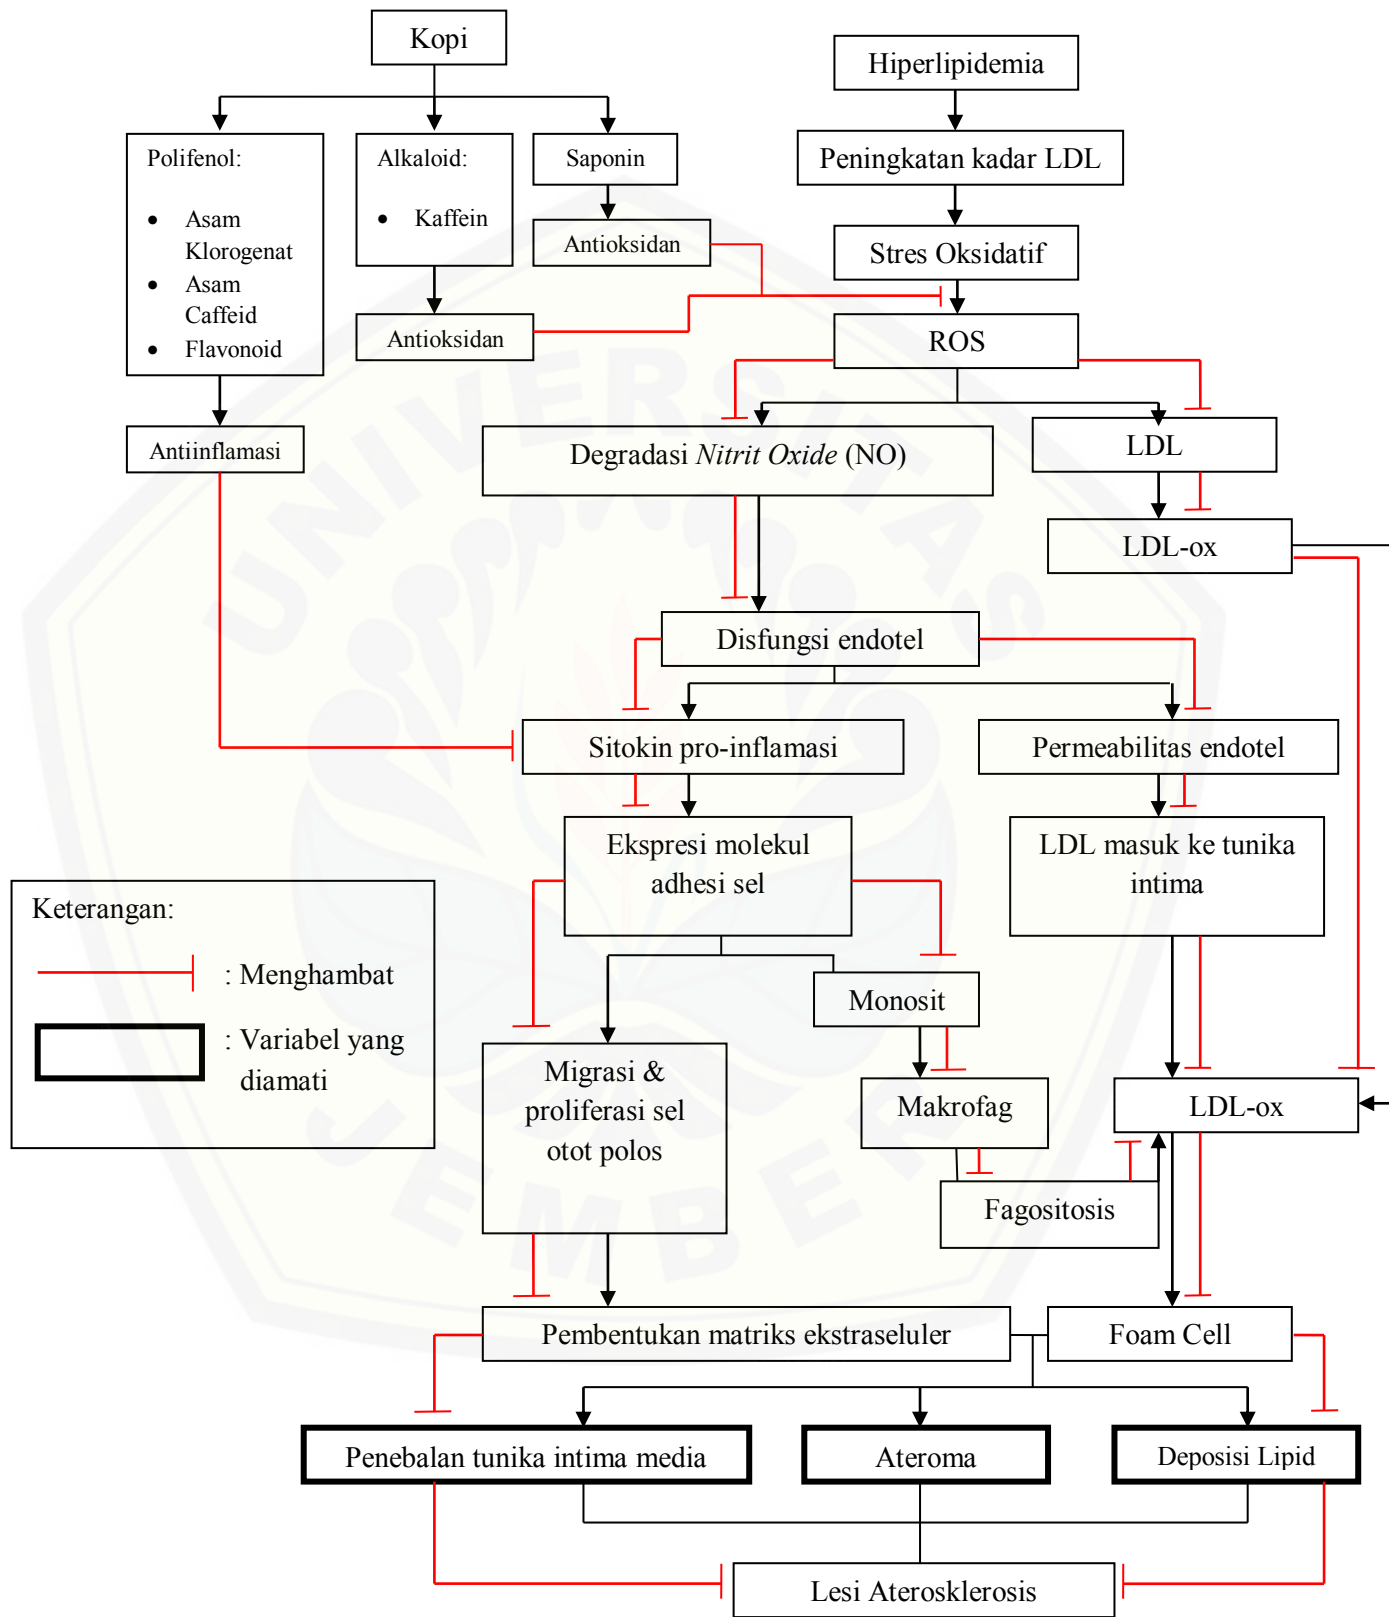 Kopi
Hiperlipidemia
Polifenol:
• Asam
Klorogenat
• Asam
Caffeid
• Flavonoid
Alkaloid:
• Kaffein
Saponin
Peningkatan kadar LDL
Antioksidan
Stres Oksidatif
Antioksidan
ROS
Antiinflamasi
Degradasi Nitrit Oxide (NO)
LDL
LDL-ox
Disfungsi endotel
Sitokin pro-inflamasi
Permeabilitas endotel
Ekspresi molekul
adhesi sel
LDL masuk ke tunika
intima
Keterangan:
: Menghambat
: Variabel yang
diamati
Monosit
Migrasi &
proliferasi sel
otot polos
Makrofag
LDL-ox
Fagositosis
Pembentukan matriks ekstraseluler
Foam Cell
Penebalan tunika intima media
Ateroma
Deposisi Lipid
Lesi Aterosklerosis
UNIVERSITAS
JEMBER